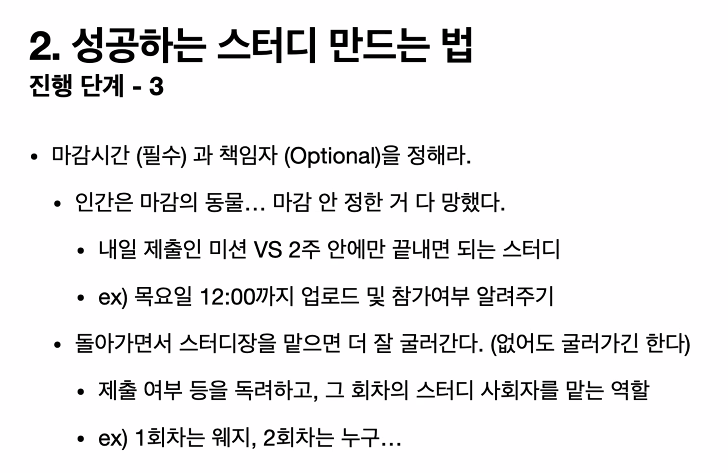 2. 성공하는 스터디 만드는 법
진행 단계 - 3
• 마감시간 (필수) 과 책임자 (Optional)을 정해라.
• 인간은 마감의 동물... 마감 안 정한 거 다 망했다.
• 내일 제출인 미션 VS 2주 안에만 끝내면 되는 스터디
• ex) 목요일 12:00까지 업로드 및 참가여부 알려주기
• 돌아가면서 스터디장을 맡으면 더 잘 굴러간다. (없어도 굴러가긴 한다)
• 제출 여부 등을 독려하고, 그 회차의 스터디 사회자를 맡는 역할
• ex) 1회차는 웨지, 2회차는 누구...